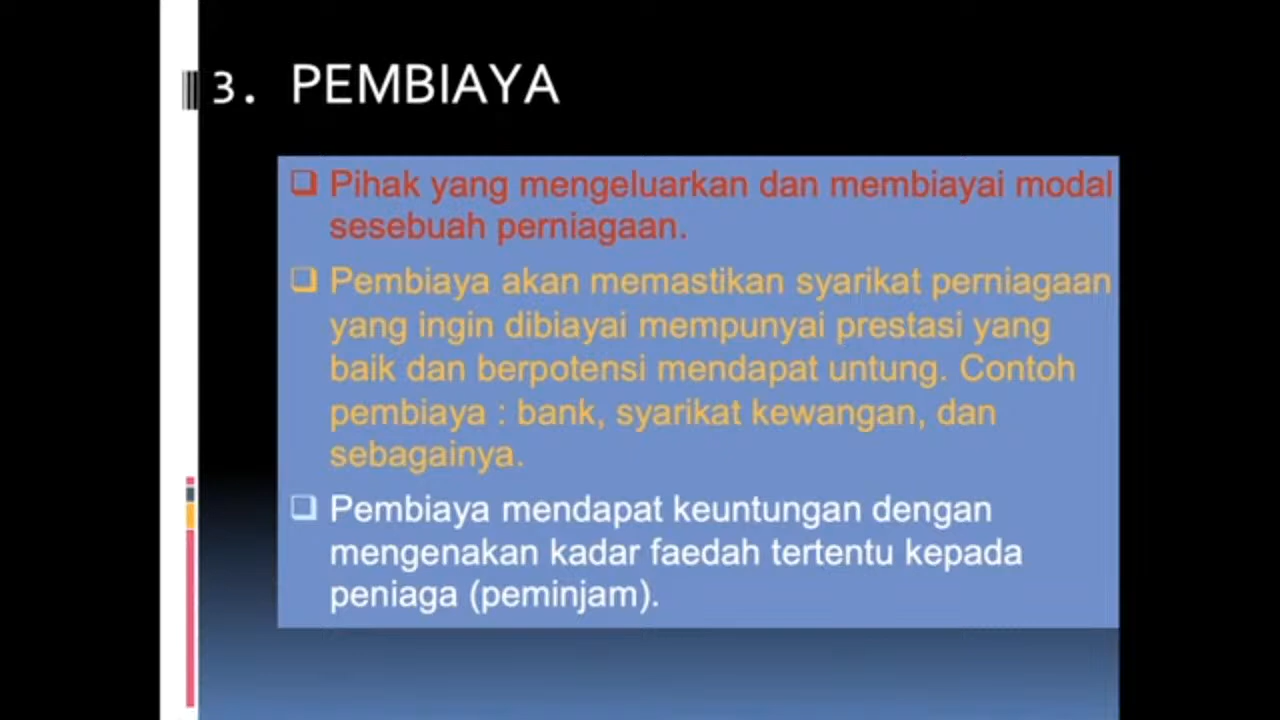 3. PEMBIAYA
Pihak yang mengeluarkan dan membiayai modal
sesebuah perniagaan.
Pembiaya akan memastikan syarikat perniagaan
yang ingin dibiayai mempunyai prestasi yang
baik dan berpotensi mendapat untung. Contoh
pembiaya : bank, syarikat kewangan, dan
sebagainya.
Pembiaya mendapat keuntungan dengan
mengenakan kadar faedah tertentu kepada
peniaga (peminjam).